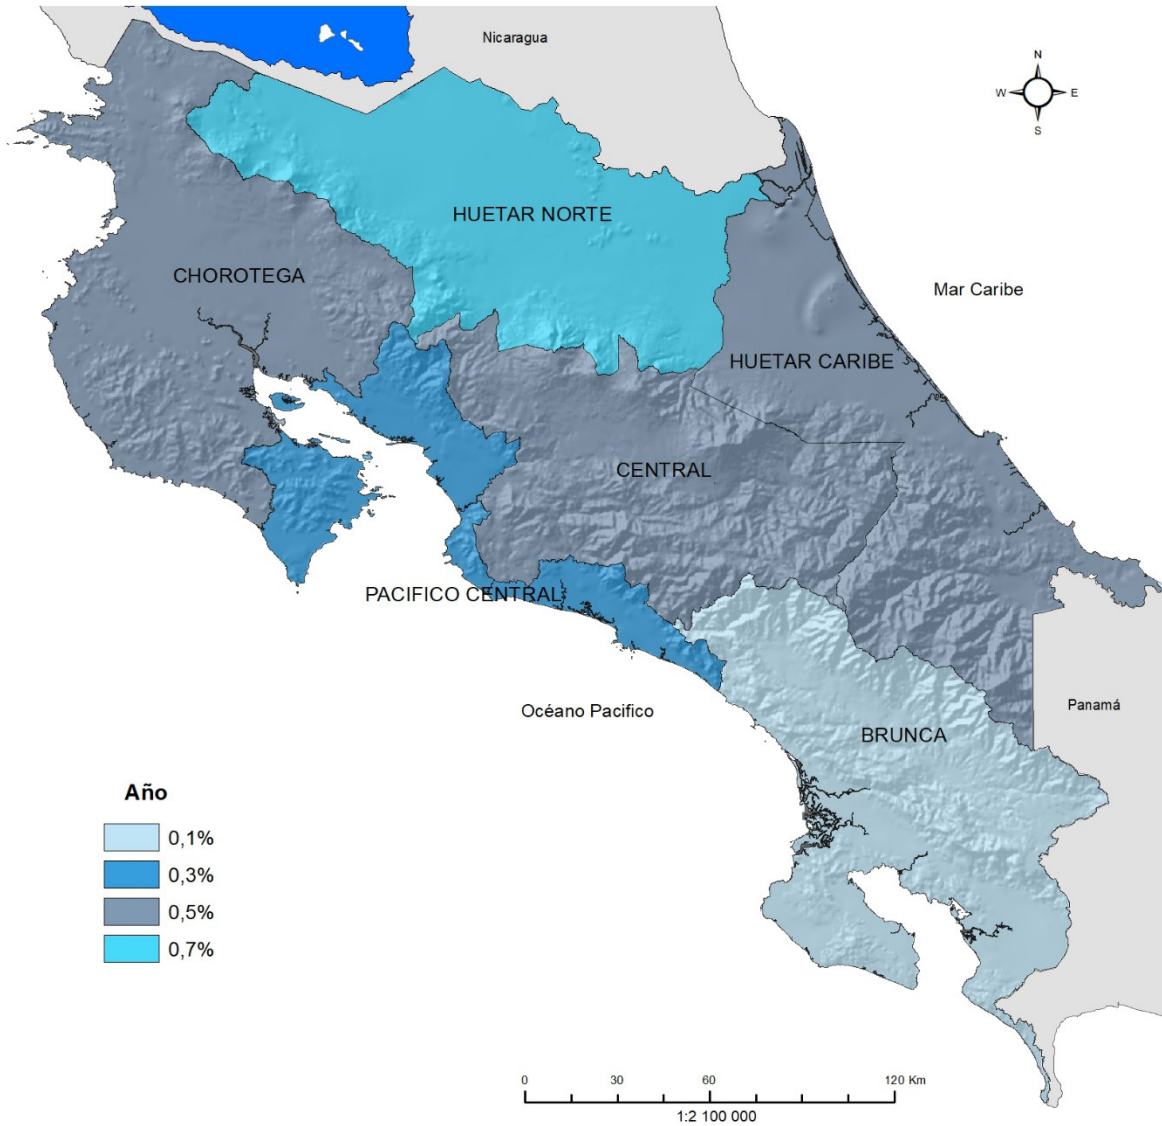 Nicaragua
N
W
E
S
HUETAR NORTE
CHOROTEGA
Mar Caribe
HUETAR CARIBE
CENTRAL
PACIFICO CENTRAL
Océano Pacifico
Panamá
BRUNCA
Año
0,1%
0,3%
0,5%
0,7%
0 30 60 120 Km
1:2 100 000